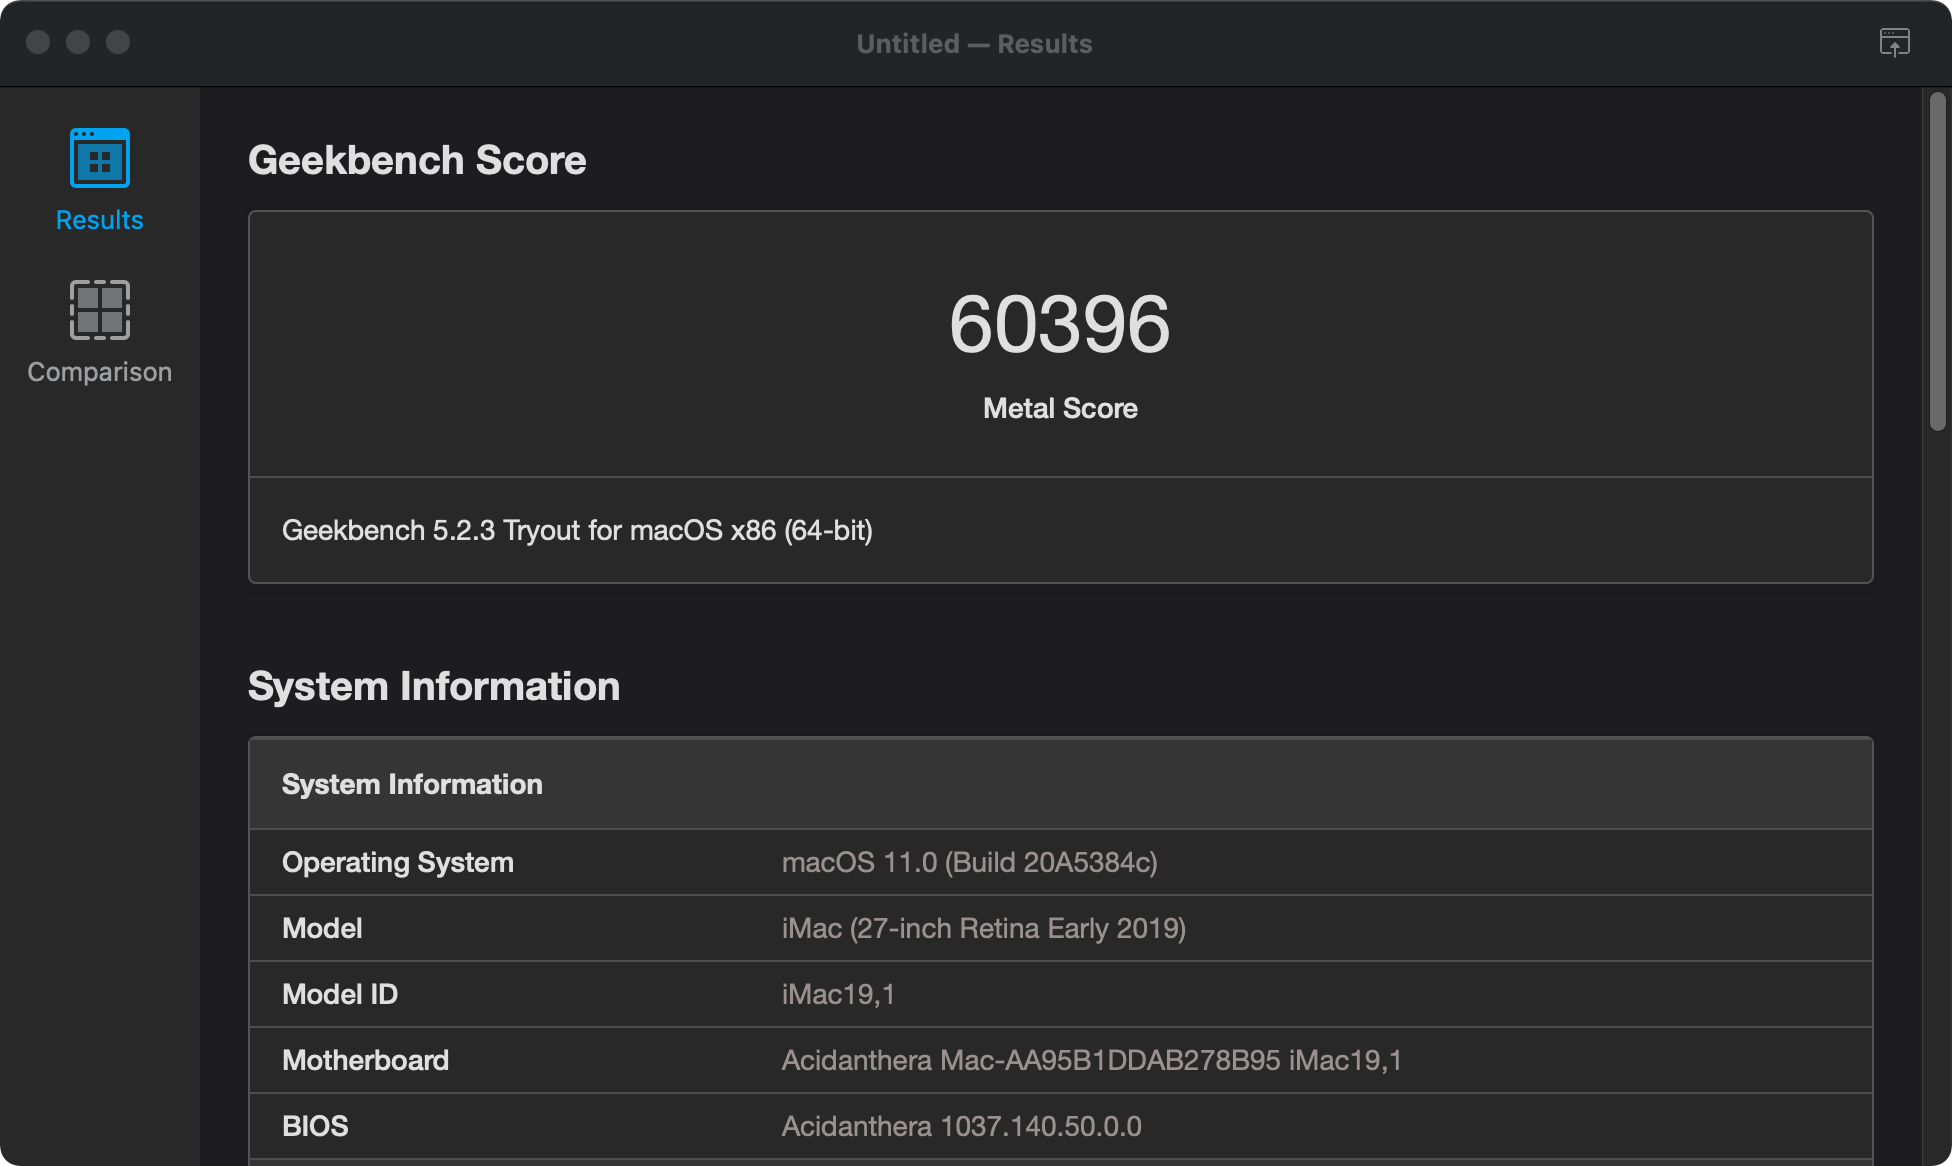 Untitled — Results
Results
Comparison
Geekbench Score
60396
Metal Score
Geekbench 5.2.3 Tryout for macOS x86 (64-bit)
System Information
System Information
Operating System macOS 11.0 (Build 20A5384c)
Model iMac (27-inch Retina Early 2019)
Model ID iMac19,1
Motherboard Acidanthera Mac-AA95B1DDAB278B95 iMac19,1
BIOS Acidanthera 1037.140.50.0.0